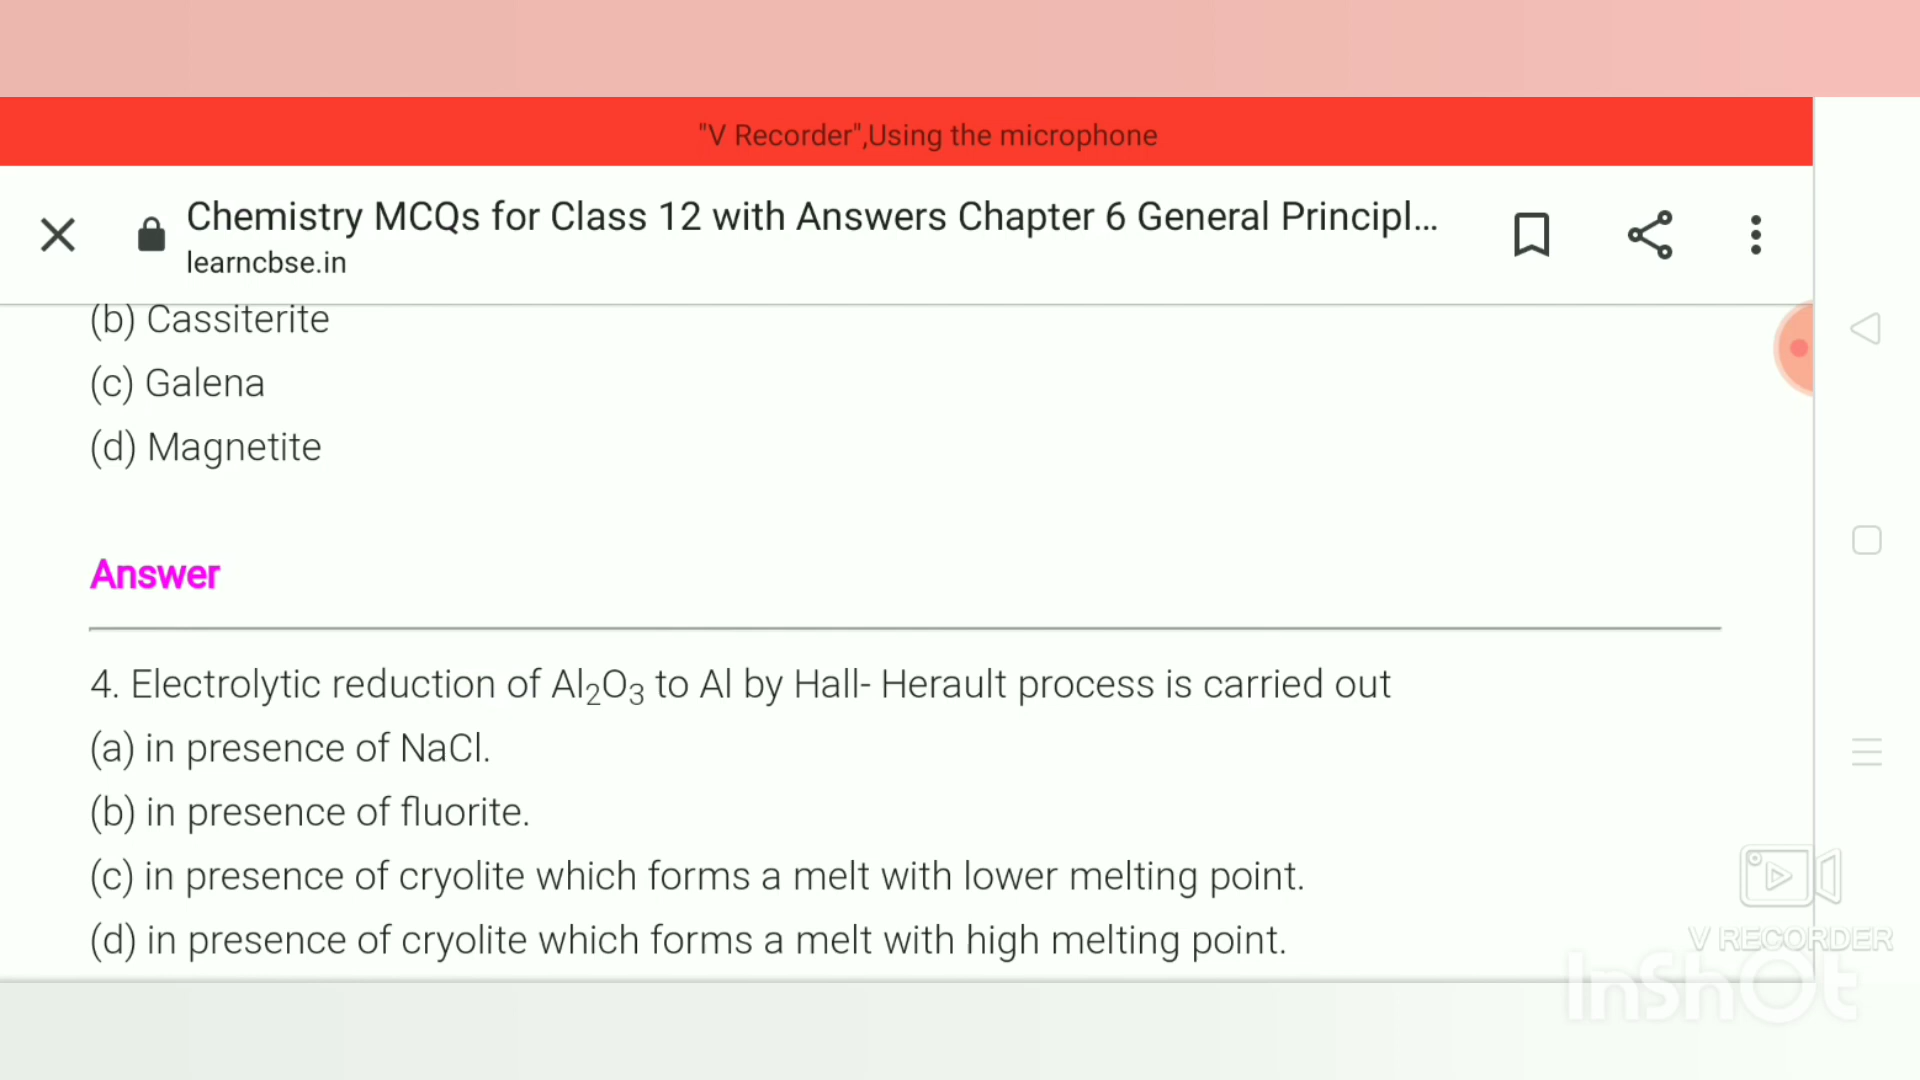 "V Recorder",Using the microphone
Chemistry MCQs for Class 12 with Answers Chapter 6 General Principl...
learncbse.in
(b) Cassiterite
(c) Galena
(d) Magnetite
Answer
4. Electrolytic reduction of Al₂O₃ to Al by Hall- Herault process is carried out
(a) in presence of NaCl.
(b) in presence of fluorite.
(c) in presence of cryolite which forms a melt with lower melting point.
(d) in presence of cryolite which forms a melt with high melting point.
V RECORDER
InShOt